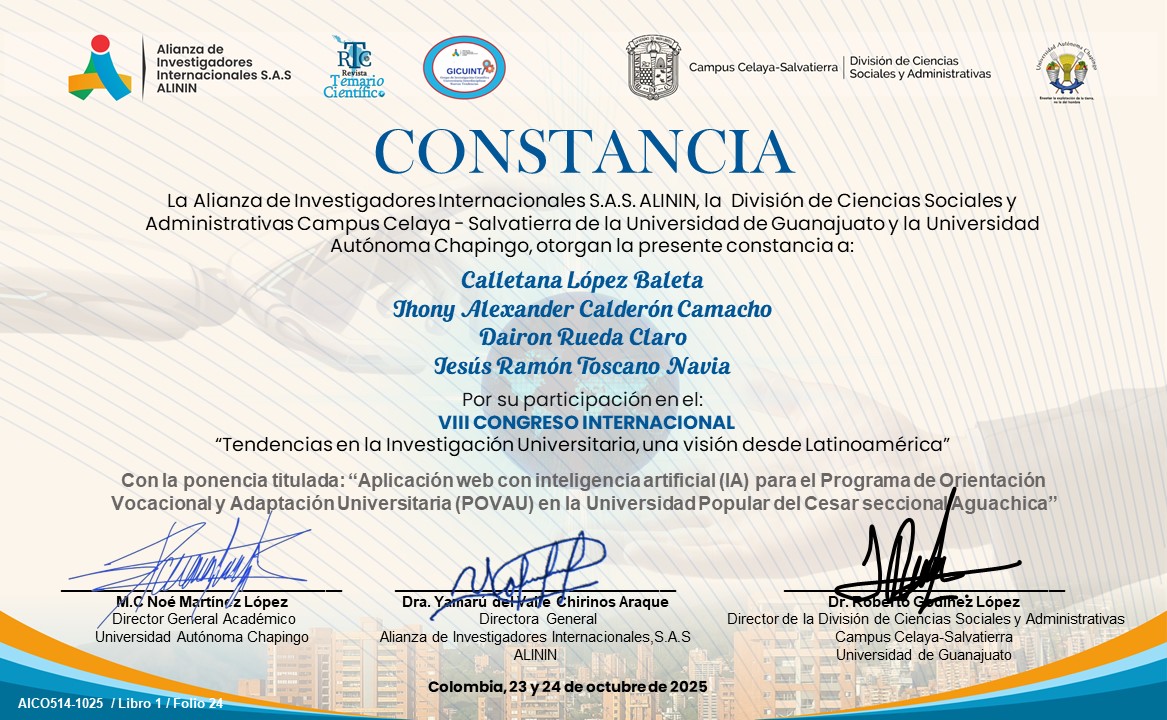 Alianza de
Investigadores
Internacionales S.A.S
ALININ
RTC
Revista
Temario
Científico
GICUINT
Campus Celaya-Salvatierra
División de Ciencias
Sociales y Administrativas
Universidad Autónoma Chapingo
CONSTANCIA
La Alianza de Investigadores Internacionales S.A.S. ALININ, la División de Ciencias Sociales y
Administrativas Campus Celaya - Salvatierra de la Universidad de Guanajuato y la Universidad
Autónoma Chapingo, otorgan la presente constancia a:
Calletana López Baleta
Jhony Alexander Calderón Camacho
Dairon Rueda Claro
Jesús Ramón Toscano Navia
Por su participación en el:
VIII CONGRESO INTERNACIONAL
“Tendencias en la Investigación Universitaria, una visión desde Latinoamérica”
Con la ponencia titulada: “Aplicación web con inteligencia artificial (IA) para el Programa de Orientación
Vocacional y Adaptación Universitaria (POVAU) en la Universidad Popular del Cesar seccional Aguachica”
M.C Noé Martínez López
Director General Académico
Universidad Autónoma Chapingo
Dra. Yamarú del Valle Chirinos Araque
Directora General
Alianza de Investigadores Internacionales,S.A.S
ALININ
Dr. Roberto Godínez López
Director de la División de Ciencias Sociales y Administrativas
Campus Celaya-Salvatierra
Universidad de Guanajuato
Colombia, 23 y 24 de octubre de 2025
AICO514-1025 / Libro 1 / Folio 24